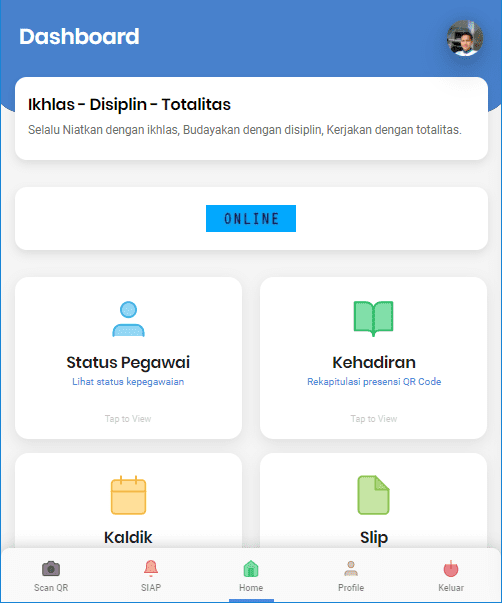 Dashboard
Ikhlas - Disiplin - Totalitas
Selalu Niatkan dengan ikhlas, Budayakan dengan disiplin, Kerjakan dengan totalitas.
ONLINE
Status Pegawai
Lihat status kepegawaian
Tap to View
Kehadiran
Rekapitulasi presensi QR Code
Tap to View
Kaldik
Slip
Scan QR
SIAP
Home
Profile
Keluar